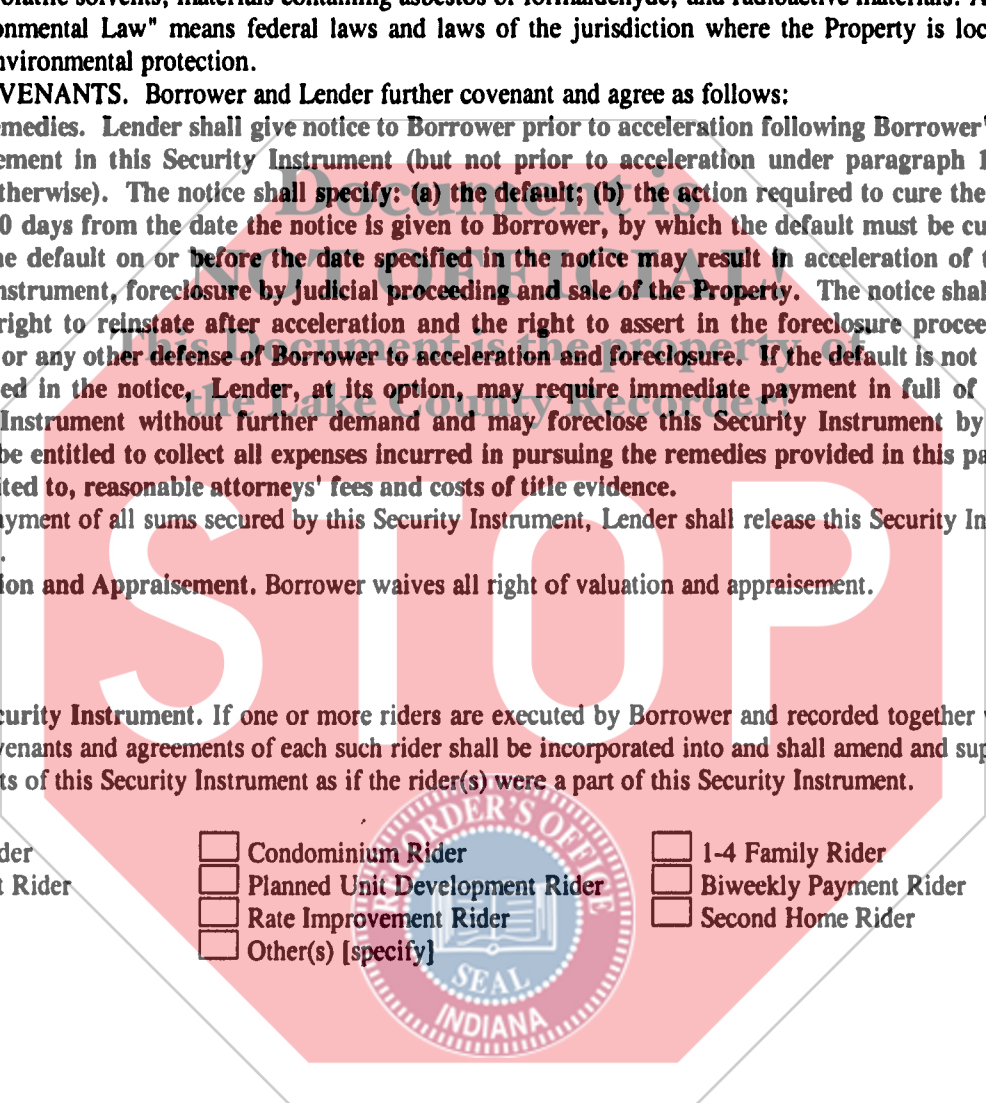 olatile solvents, materials containing asbestos or formaldehyde, and radioactive materials. A
onmental Law" means federal laws and laws of the jurisdiction where the Property is loc
nvironmental protection.
VENANTS. Borrower and Lender further covenant and agree as follows:
emedies. Lender shall give notice to Borrower prior to acceleration following Borrower'
ement in this Security Instrument (but not prior to acceleration under paragraph 1
therwise). The notice shall specify: (a) the default; (b) the action required to cure the
0 days from the date the notice is given to Borrower, by which the default must be cu
he default on or before the date specified in the notice may result in acceleration of t
nstrument, foreclosure by judicial proceeding and sale of the Property. The notice shal
right to reinstate after acceleration and the right to assert in the foreclosure procee
or any other defense of Borrower to acceleration and foreclosure. If the default is not
ed in the notice, Lender, at its option, may require immediate payment in full of
Instrument without further demand and may foreclose this Security Instrument by
be entitled to collect all expenses incurred in pursuing the remedies provided in this pa
ited to, reasonable attorneys' fees and costs of title evidence.
ayment of all sums secured by this Security Instrument, Lender shall release this Security In
.
ion and Appraisement. Borrower waives all right of valuation and appraisement.
curity Instrument. If one or more riders are executed by Borrower and recorded together
venants and agreements of each such rider shall be incorporated into and shall amend and sup
ts of this Security Instrument as if the rider(s) were a part of this Security Instrument.
der Condominium Rider 1-4 Family Rider
t Rider Planned Unit Development Rider Biweekly Payment Rider
Rate Improvement Rider Second Home Rider
Other(s) [specify]
Document is
NOT OFFICIAL!
This Document is the property of
the Lake County Recorder!
STOP
RECORDER'S OFFICE
SEAL
INDIANA